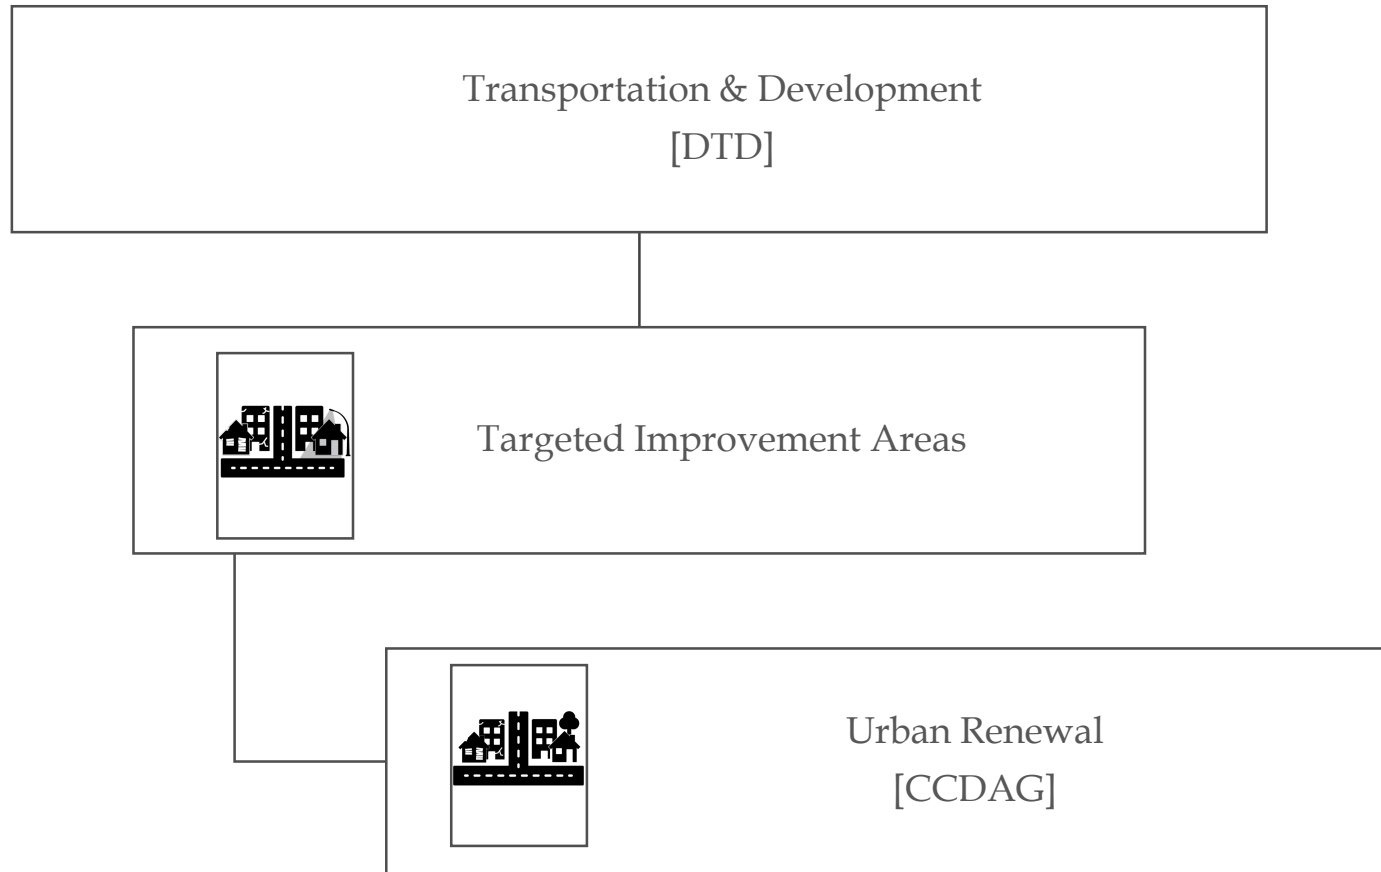 Transportation & Development
[DTD]
Targeted Improvement Areas
Urban Renewal
[CCDAG]